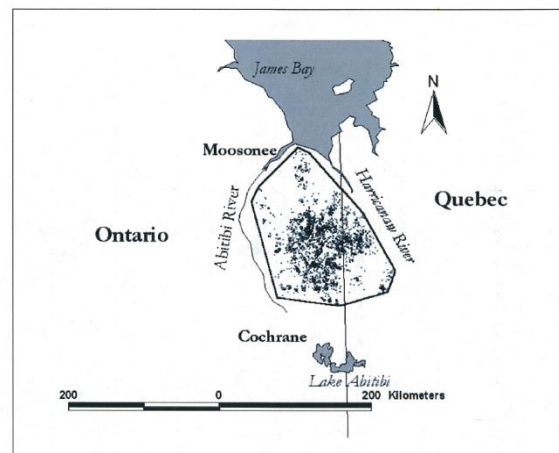 James Bay
N
Moosonee
Harricanaw River
Quebec
Abitibi River
Ontario
Cochrane
Lake Abitibi
200 0 200 Kilometers